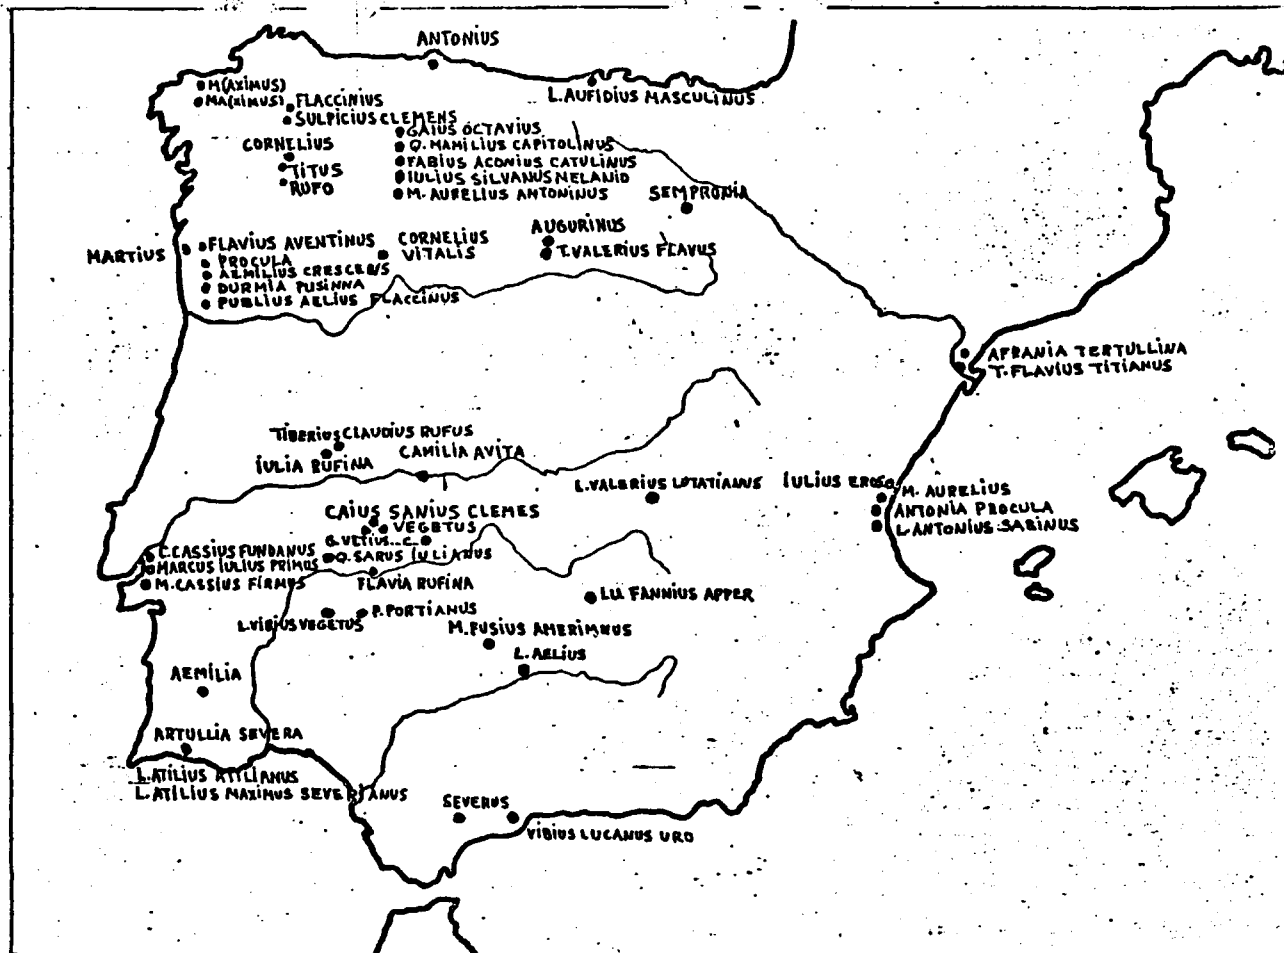 ANTONIUS
M(AXIMUS)
MA(XIMUS)
FLACCINIUS
L. AUFIDIUS MASCULINUS
SULPICIUS CLEMENS
GAIUS OCTAVIUS
CORNELIUS
Q. MAMILIUS CAPITOLINUS
TITUS
FABIUS ACONIUS CATULINUS
RUFO
IULIUS SILVANUS MELANIO
M. AURELIUS ANTONINUS
SEMPRONIA
MARTIUS
FLAVIUS AVENTINUS
CORNELIUS
VITALIS
AUGURINUS
T. VALERIUS FLAVUS
PROCULA
AEMILIUS CRESCENS
DURMIA PUSINNA
PUBLIUS AELIUS FLACCINUS
AFRANIA TERTULLINA
T. FLAVIUS TITIANUS
TIBERIUS CLAUDIUS RUFUS
IULIA RUFINA
CAMILIA AVITA
L. VALERIUS LOTATIANUS
IULIUS EROS
M. AURELIUS
ANTONIA PROCULA
L. ANTONIUS SABINUS
CAIUS SANIUS CLEMES
VEGETUS
G. VETIUS..C.
C. CASSIUS FUNDANUS
Q. SARUS IULIANUS
MARCUS IULIUS PRIMUS
M. CASSIUS FIRMUS
FLAVIA RUFINA
LU. FANNIUS APPER
L. VIBIUS VEGETUS
P. PORTIANUS
M. FUSIUS AMERIMNUS
L. AELIUS
AEMILIA
ARTULLIA SEVERA
L. ATILIUS ATILIANUS
L. ATILIUS MAXIMUS SEVERIANUS
SEVERUS
VIBIUS LUCANUS URO